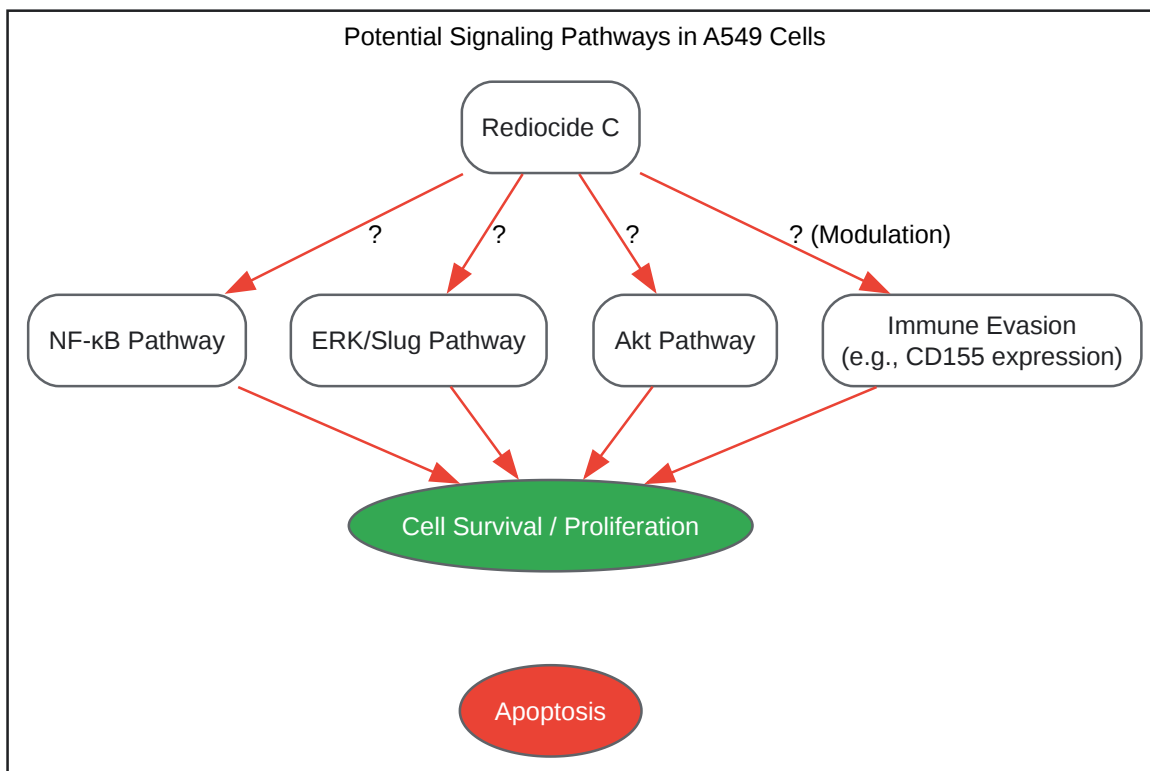 Potential Signaling Pathways in A549 Cells
Rediocide C
?
?
?
? (Modulation)
NF-κB Pathway
ERK/Slug Pathway
Akt Pathway
Immune Evasion
(e.g., CD155 expression)
Cell Survival / Proliferation
Apoptosis